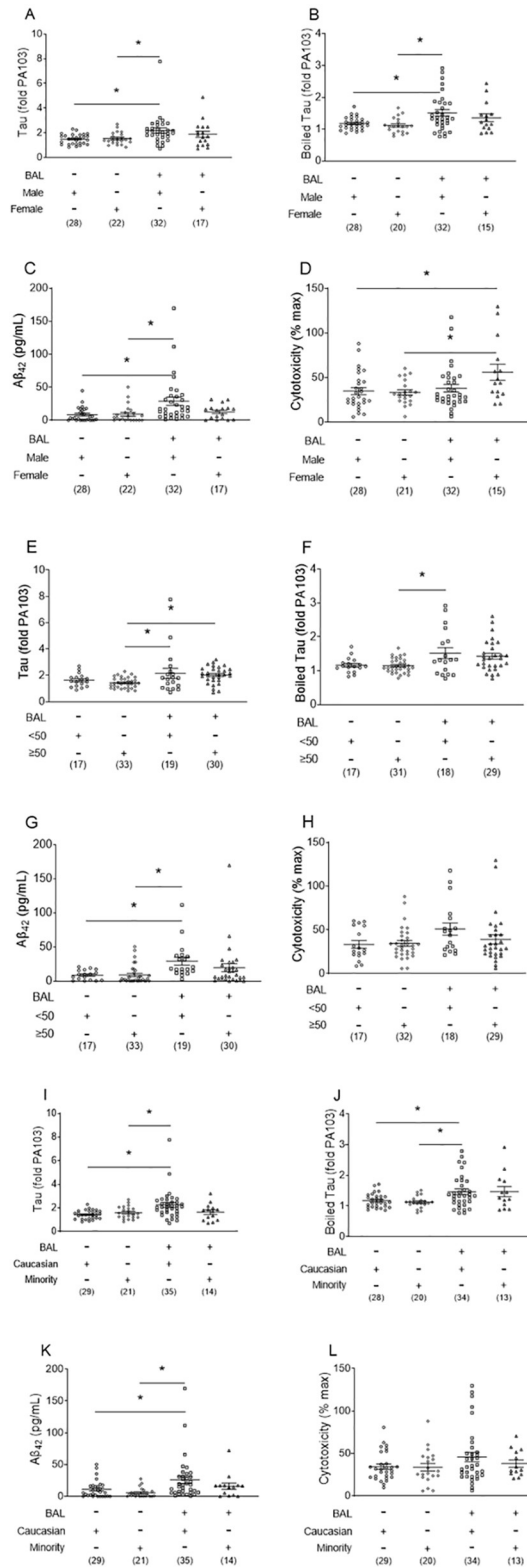 A
Tau (fold PA103)
10
8
6
4
2
0
*
*
BAL - - + +
Male + - + -
Female - + - +
(28) (22) (32) (17)
B
Boiled Tau (fold PA103)
4
3
2
1
0
*
*
BAL - - + +
Male + - + -
Female - + - +
(28) (20) (32) (15)
C
Aβ42 (pg/mL)
200
150
100
50
0
*
*
BAL - - + +
Male + - + -
Female - + - +
(28) (22) (32) (17)
D
Cytotoxicity (% max)
150
100
50
0
*
*
BAL - - + +
Male + - + -
Female - + - +
(28) (21) (32) (15)
E
Tau (fold PA103)
10
8
6
4
2
0
*
*
BAL - - + +
<50 + - + -
≥50 - + - +
(17) (33) (19) (30)
F
Boiled Tau (fold PA103)
4
3
2
1
0
*
BAL - - + +
<50 + - + -
≥50 - + - +
(17) (31) (18) (29)
G
Aβ42 (pg/mL)
200
150
100
50
0
*
*
BAL - - + +
<50 + - + -
≥50 - + - +
(17) (33) (19) (30)
H
Cytotoxicity (% max)
150
100
50
0
BAL - - + +
<50 + - + -
≥50 - + - +
(17) (32) (18) (29)
I
Tau (fold PA103)
10
8
6
4
2
0
*
*
BAL - - + +
Caucasian + - + -
Minority - + - +
(29) (21) (35) (14)
J
Boiled Tau (fold PA103)
4
3
2
1
0
*
*
BAL - - + +
Caucasian + - + -
Minority - + - +
(28) (20) (34) (13)
K
Aβ42 (pg/mL)
200
150
100
50
0
*
*
BAL - - + +
Caucasian + - + -
Minority - + - +
(29) (21) (35) (14)
L
Cytotoxicity (% max)
150
100
50
0
BAL - - + +
Caucasian + - + -
Minority - + - +
(29) (20) (34) (13)